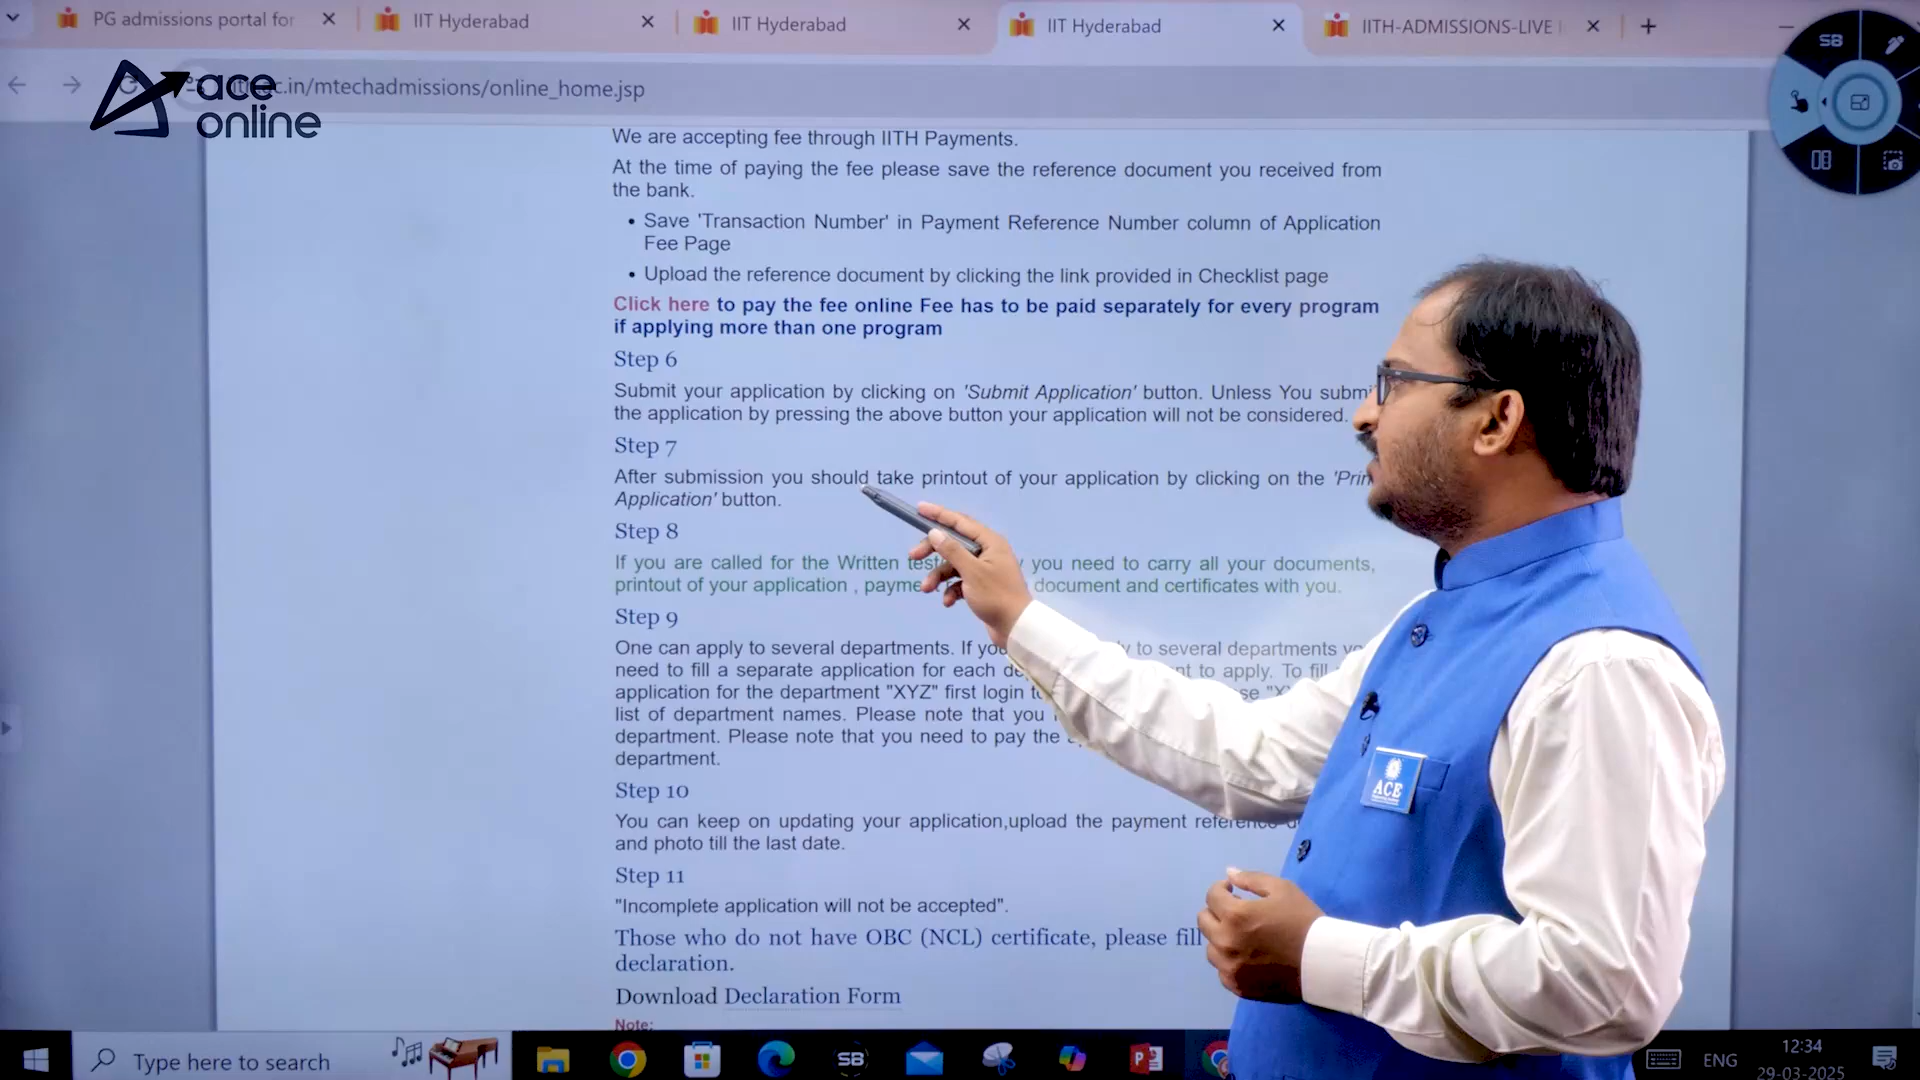 PG admissions portal for
IIT Hyderabad
IIT Hyderabad
IIT Hyderabad
IITH-ADMISSIONS-LIVE
SB
ac.in/mtechadmissions/online_home.jsp
ace
online
We are accepting fee through IITH Payments.
At the time of paying the fee please save the reference document you received from
the bank.
• Save 'Transaction Number' in Payment Reference Number column of Application
Fee Page
• Upload the reference document by clicking the link provided in Checklist page
Click here to pay the fee online Fee has to be paid separately for every program
if applying more than one program
Step 6
Submit your application by clicking on 'Submit Application' button. Unless You submi
the application by pressing the above button your application will not be considered.
Step 7
After submission you should take printout of your application by clicking on the 'Prin
Application' button.
Step 8
If you are called for the Written test you need to carry all your documents,
printout of your application , payme document and certificates with you.
Step 9
One can apply to several departments. If you to several departments
need to fill a separate application for each to apply. To fill
application for the department "XYZ" first login
list of department names. Please note that you
department. Please note that you need to pay the
department.
Step 10
You can keep on updating your application,upload the payment reference
and photo till the last date.
Step 11
"Incomplete application will not be accepted".
Those who do not have OBC (NCL) certificate, please fill
declaration.
Download Declaration Form
Note:
ACE
Type here to search
SB
ENG
12:34
29-03-2025